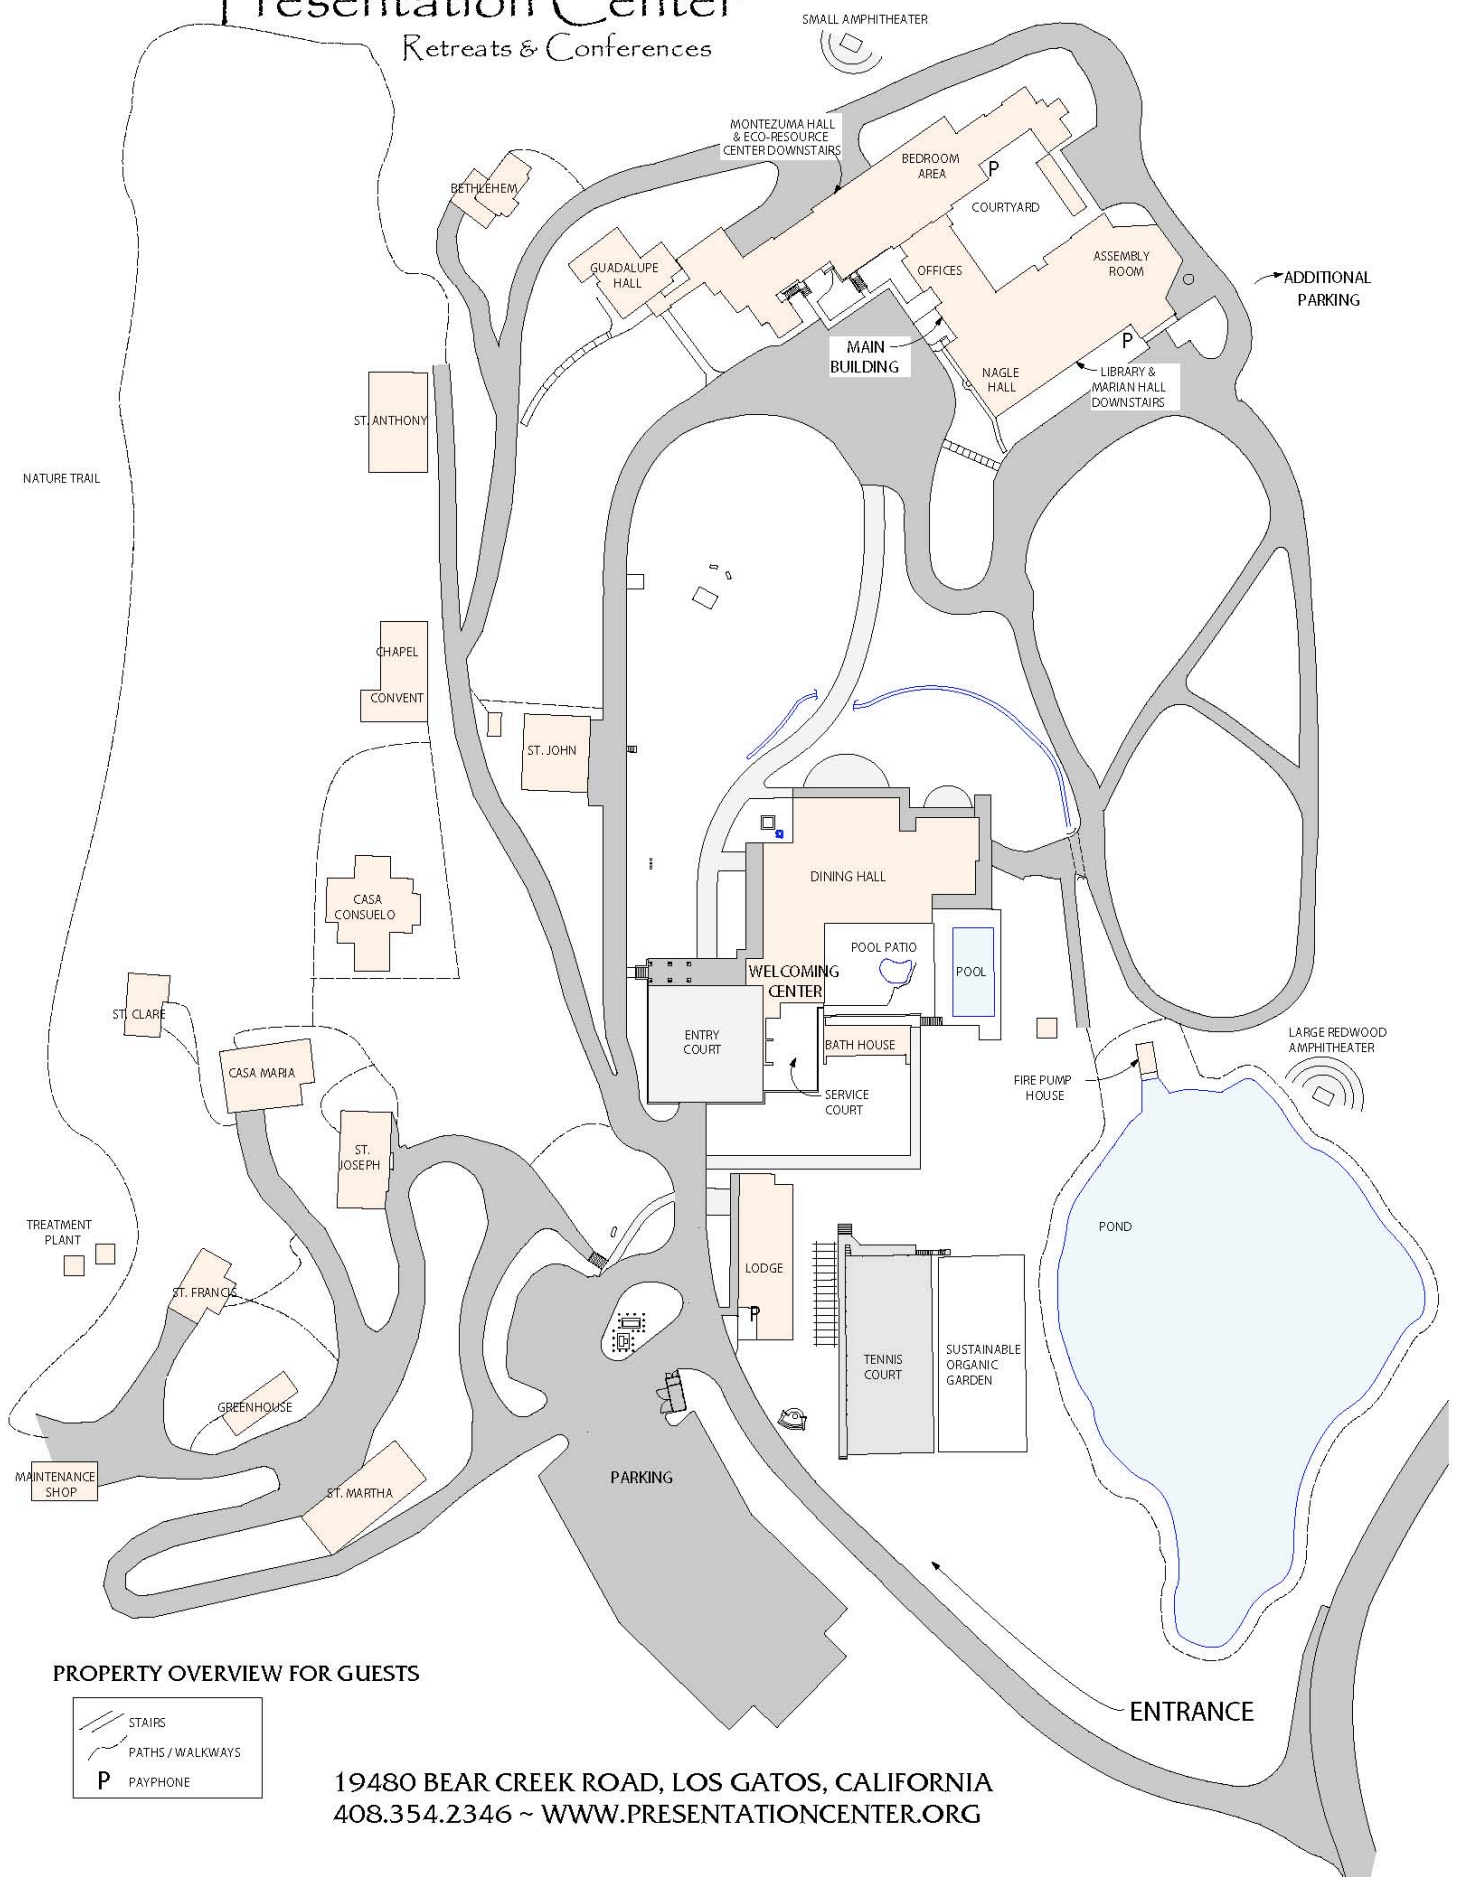 Presentation Center
Retreats & Conferences
SMALL AMPHITHEATER
MONTEZUMA HALL
& ECO-RESOURCE
CENTER DOWNSTAIRS
BEDROOM
AREA
P
COURTYARD
BETHLEHEM
GUADALUPE
HALL
OFFICES
ASSEMBLY
ROOM
ADDITIONAL
PARKING
MAIN
BUILDING
P
NAGLE
HALL
LIBRARY &
MARIAN HALL
DOWNSTAIRS
ST. ANTHONY
NATURE TRAIL
CHAPEL
CONVENT
ST. JOHN
DINING HALL
CASA
CONSUELO
POOL PATIO
POOL
WELCOMING
CENTER
ST. CLARE
ENTRY
COURT
BATH HOUSE
LARGE REDWOOD
AMPHITHEATER
CASA MARIA
FIRE PUMP
HOUSE
SERVICE
COURT
ST.
JOSEPH
TREATMENT
PLANT
POND
LODGE
ST. FRANCIS
P
TENNIS
COURT
SUSTAINABLE
ORGANIC
GARDEN
GREENHOUSE
MAINTENANCE
SHOP
ST. MARTHA
PARKING
ENTRANCE
PROPERTY OVERVIEW FOR GUESTS
STAIRS
PATHS / WALKWAYS
P PAYPHONE
19480 BEAR CREEK ROAD, LOS GATOS, CALIFORNIA
408.354.2346 ~ WWW.PRESENTATIONCENTER.ORG